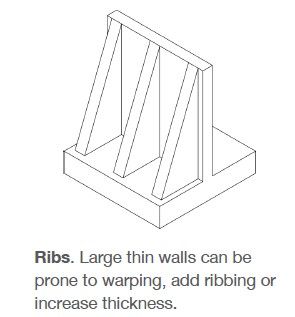 Ribs. Large thin walls can be
prone to warping, add ribbing or
increase thickness.